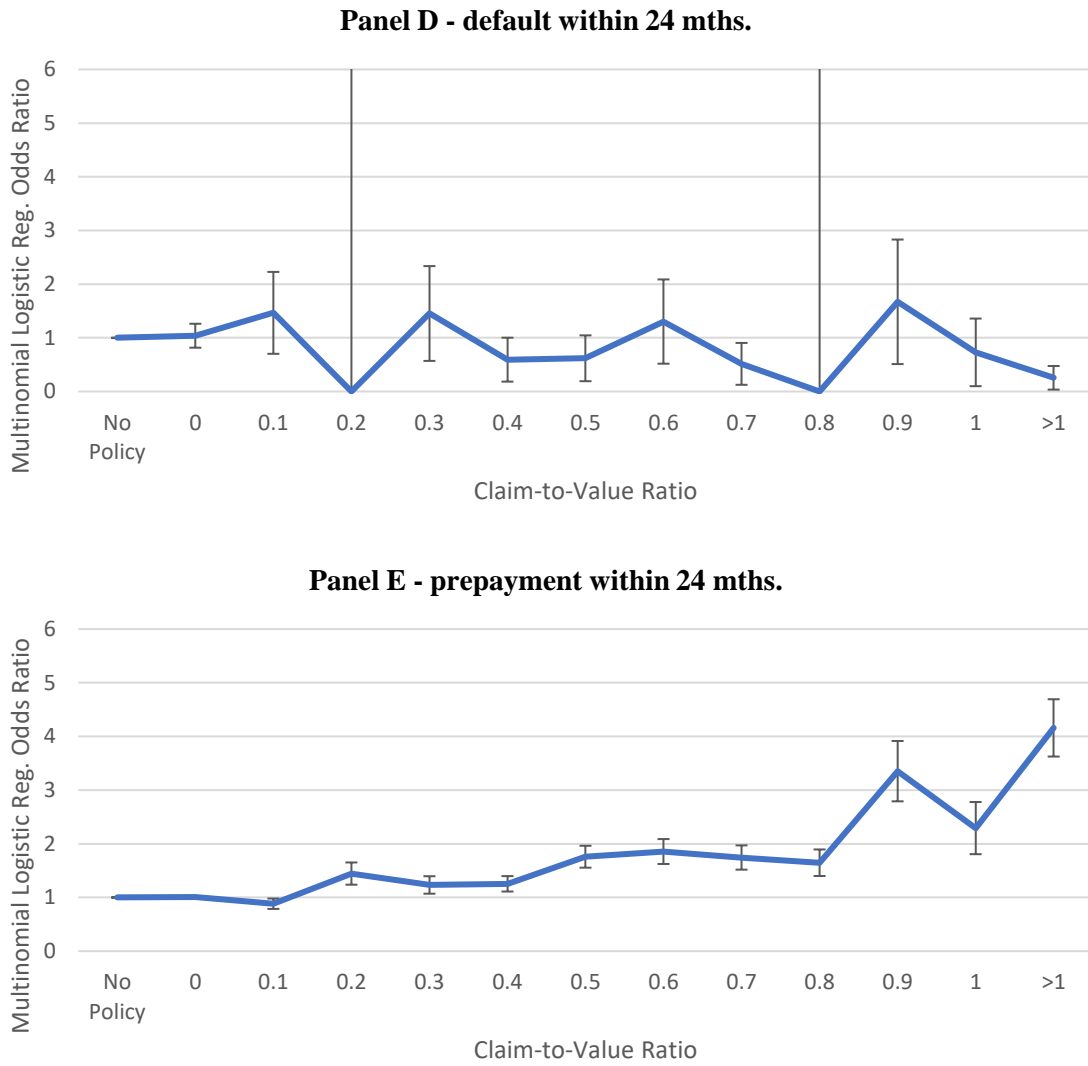 Panel D - default within 24 mths.
Multinomial Logistic Reg. Odds Ratio
6
5
4
3
2
1
0
No Policy 0 0.1 0.2 0.3 0.4 0.5 0.6 0.7 0.8 0.9 1 >1
Claim-to-Value Ratio
Panel E - prepayment within 24 mths.
Multinomial Logistic Reg. Odds Ratio
6
5
4
3
2
1
0
No Policy 0 0.1 0.2 0.3 0.4 0.5 0.6 0.7 0.8 0.9 1 >1
Claim-to-Value Ratio